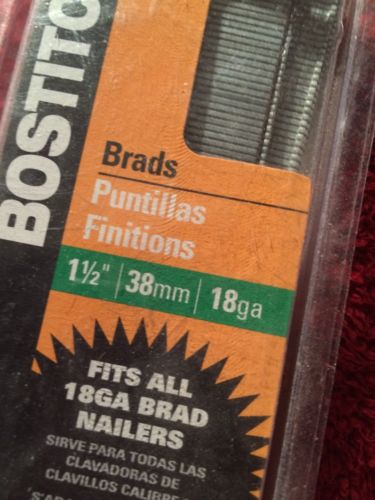 BOSTITC
Brads
Puntillas
Finitions
1½" | 38mm | 18ga
FITS ALL
18GA BRAD
NAILERS
SIRVE PARA TODAS LAS
CLAVADORAS DE
CLAVILLOS CALIBRE